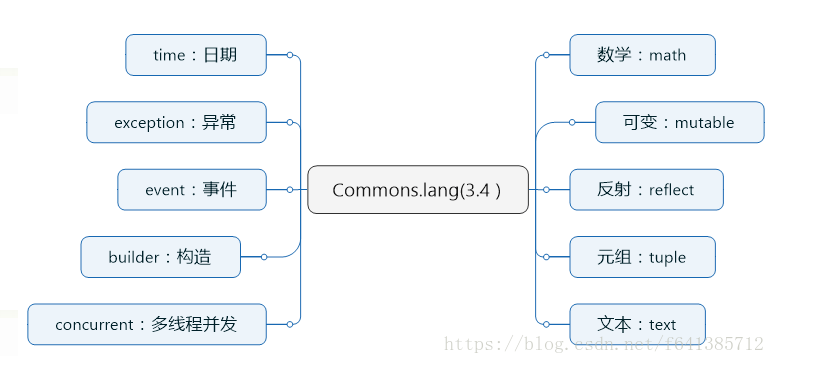 time：日期
数学：math
exception：异常
可变：mutable
event：事件
Commons.lang(3.4 )
反射：reflect
builder：构造
元组：tuple
concurrent：多线程并发
文本：text
https://blog.csdn.net/f641385712